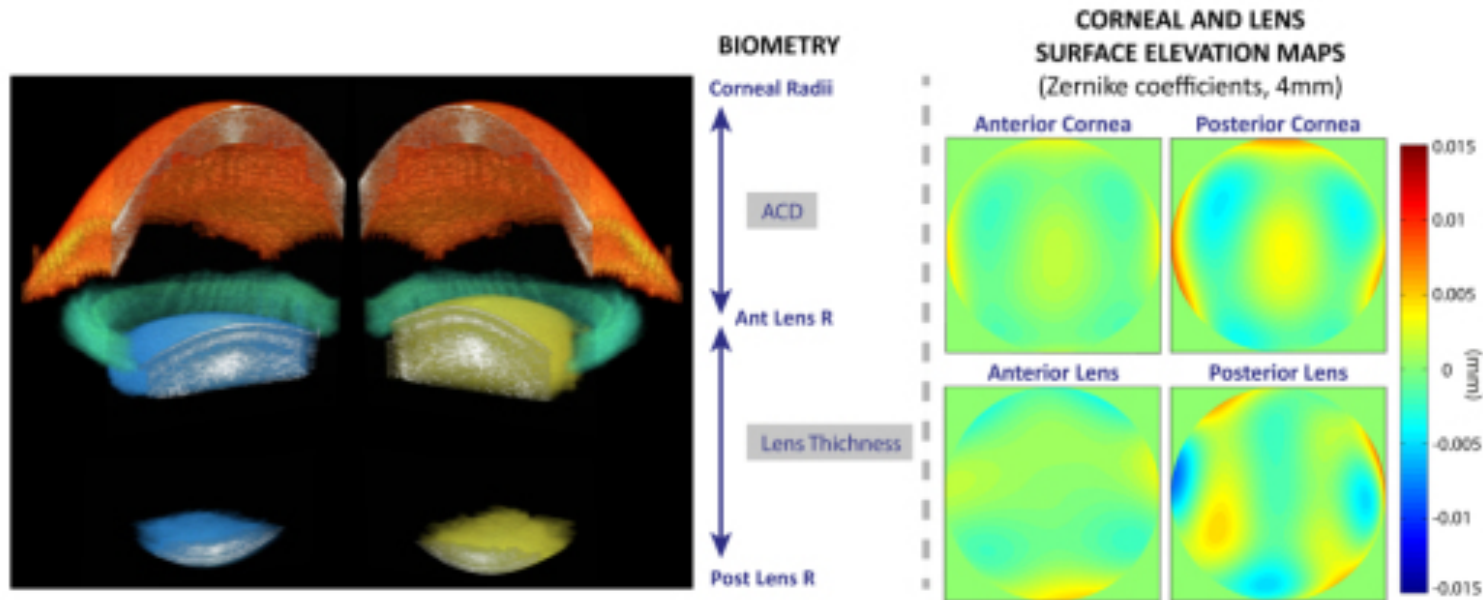 BIOMETRY
Corneal Radii
ACD
Ant Lens R
Lens Thichness
Post Lens R
CORNEAL AND LENS
SURFACE ELEVATION MAPS
(Zernike coefficients, 4mm)
Anterior Cornea
Posterior Cornea
Anterior Lens
Posterior Lens
0.015
0.01
0.005
0
-0.005
-0.01
-0.015
(mm)